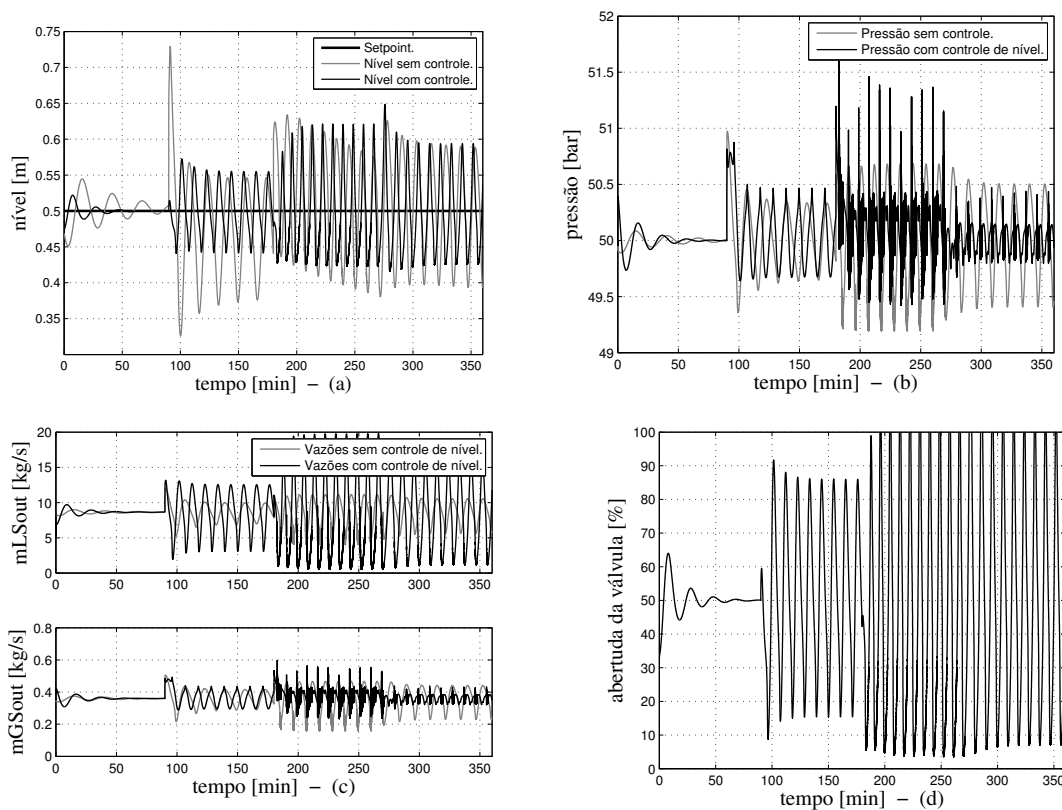 0.75
0.7
0.65
0.6
0.55
0.5
0.45
0.4
0.35
nível [m]
Setpoint.
Nível sem controle.
Nível com controle.
0 50 100 150 200 250 300 350
tempo [min] – (a)
52
51.5
51
50.5
50
49.5
49
pressão [bar]
Pressão sem controle.
Pressão com controle de nível.
0 50 100 150 200 250 300 350
tempo [min] – (b)
20
15
10
5
0
mLSout [kg/s]
Vazões sem controle de nível.
Vazões com controle de nível.
0 50 100 150 200 250 300 350
0.8
0.6
0.4
0.2
0
mGSout [kg/s]
0 50 100 150 200 250 300 350
tempo [min] – (c)
100
90
80
70
60
50
40
30
20
10
0
abertuda da válvula [%]
0 50 100 150 200 250 300 350
tempo [min] – (d)